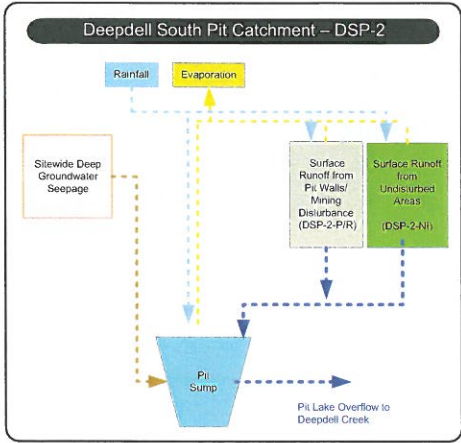 Deepdell South Pit Catchment – DSP-2
Rainfall
Evaporation
Sitewide Deep
Groundwater
Seepage
Surface
Runoff from
Pit Walls/
Mining
Disturbance
(DSP-2-P/R)
Surface Runoff
from
Undisturbed
Areas
(DSP-2-Ni)
Pit
Sump
Pit Lake Overflow to
Deepdell Creek